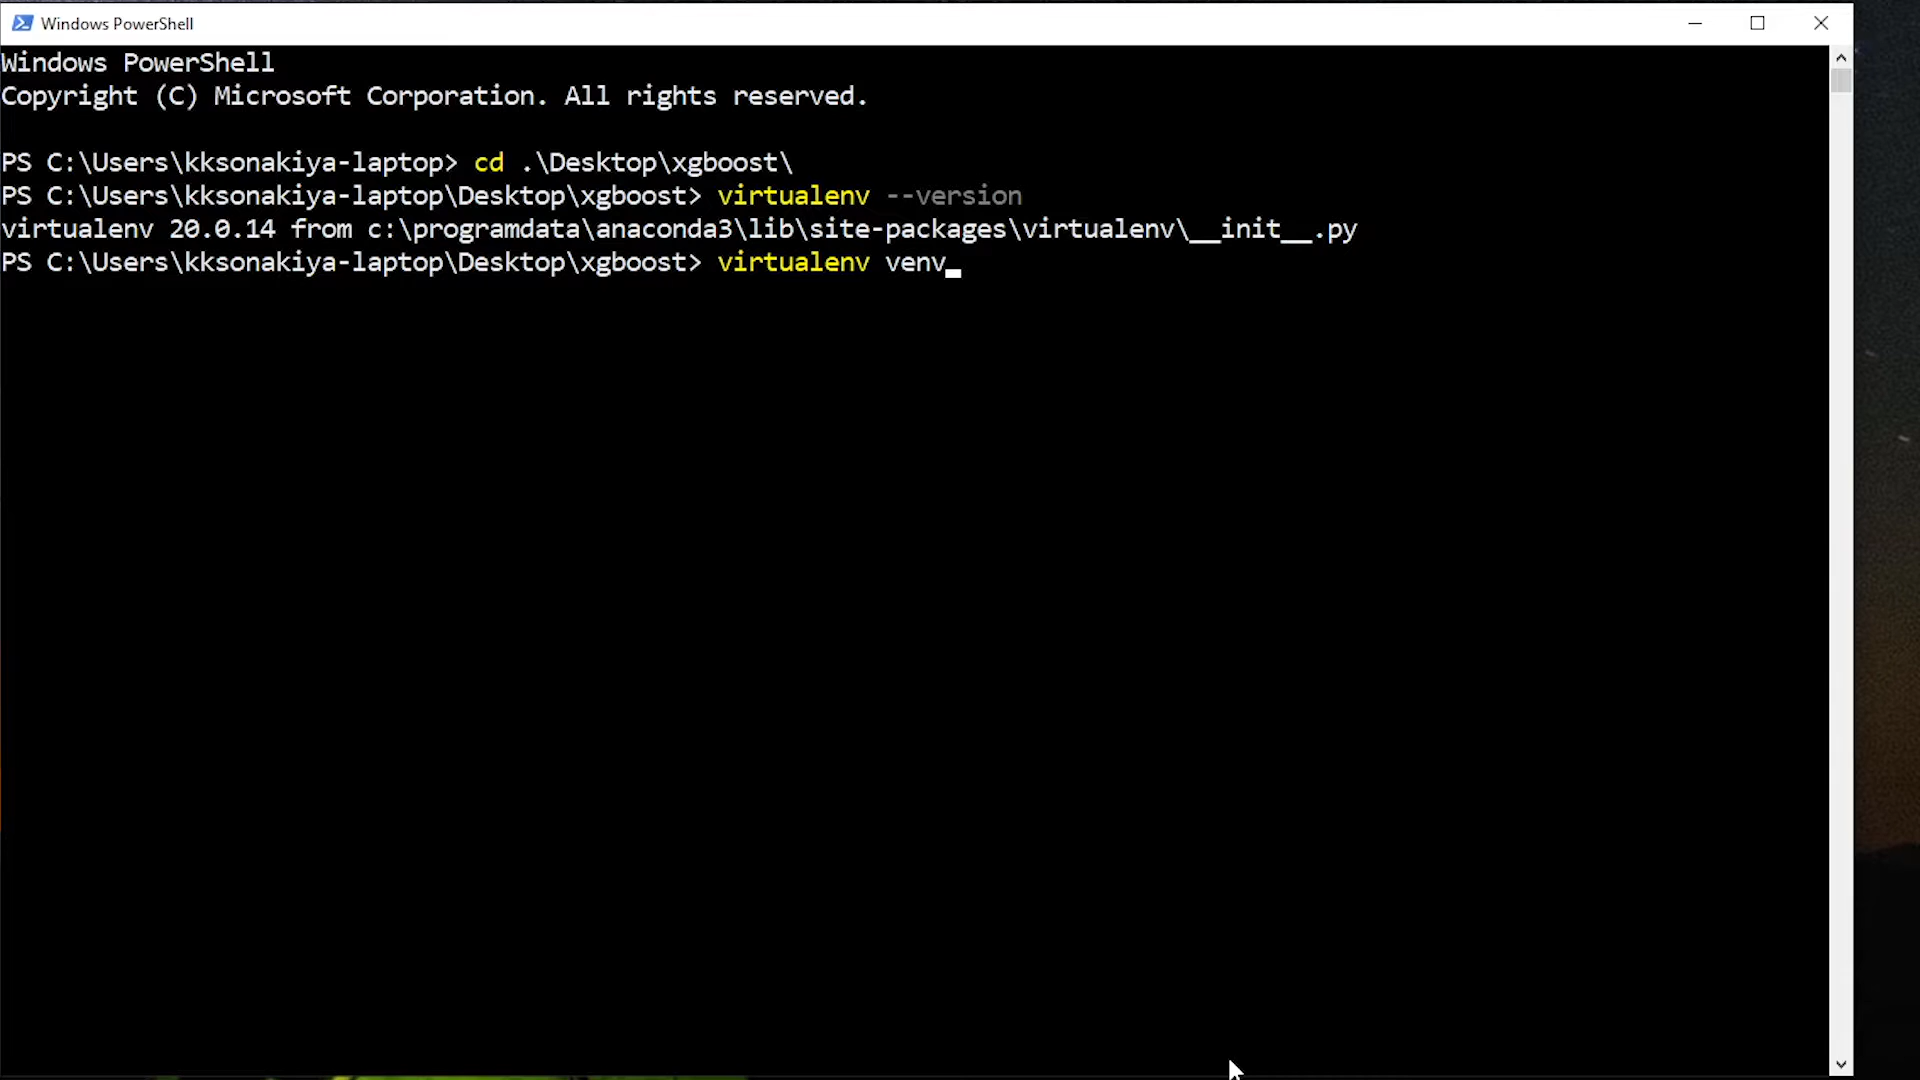 Windows PowerShell
Windows PowerShell
Copyright (C) Microsoft Corporation. All rights reserved.
PS C:\Users\kksonakiya-laptop> cd .\Desktop\xgboost\
PS C:\Users\kksonakiya-laptop\Desktop\xgboost> virtualenv --version
virtualenv 20.0.14 from c:\programdata\anaconda3\lib\site-packages\virtualenv\__init__.py
PS C:\Users\kksonakiya-laptop\Desktop\xgboost> virtualenv venv